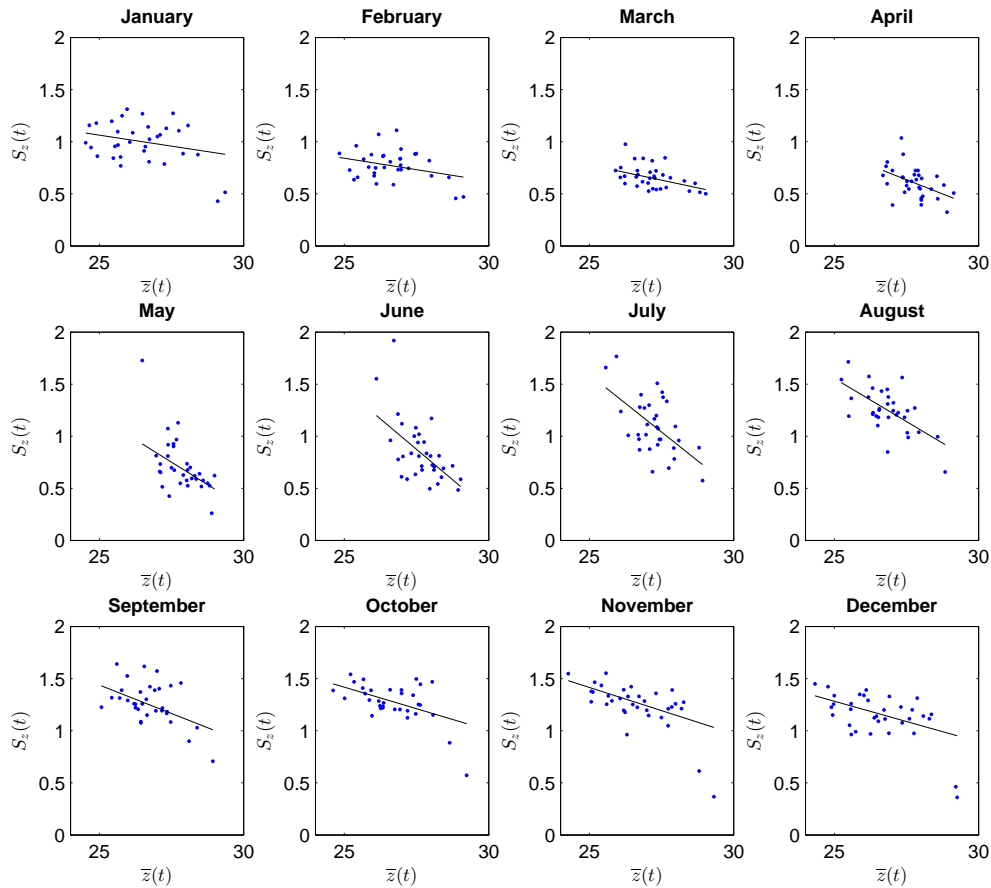 January
February
March
April
2
1.5
1
0.5
0
25
30
S_z(t)
z̅(t)
2
1.5
1
0.5
0
25
30
S_z(t)
z̅(t)
2
1.5
1
0.5
0
25
30
S_z(t)
z̅(t)
2
1.5
1
0.5
0
25
30
S_z(t)
z̅(t)
May
June
July
August
2
1.5
1
0.5
0
25
30
S_z(t)
z̅(t)
2
1.5
1
0.5
0
25
30
S_z(t)
z̅(t)
2
1.5
1
0.5
0
25
30
S_z(t)
z̅(t)
2
1.5
1
0.5
0
25
30
S_z(t)
z̅(t)
September
October
November
December
2
1.5
1
0.5
0
25
30
S_z(t)
z̅(t)
2
1.5
1
0.5
0
25
30
S_z(t)
z̅(t)
2
1.5
1
0.5
0
25
30
S_z(t)
z̅(t)
2
1.5
1
0.5
0
25
30
S_z(t)
z̅(t)